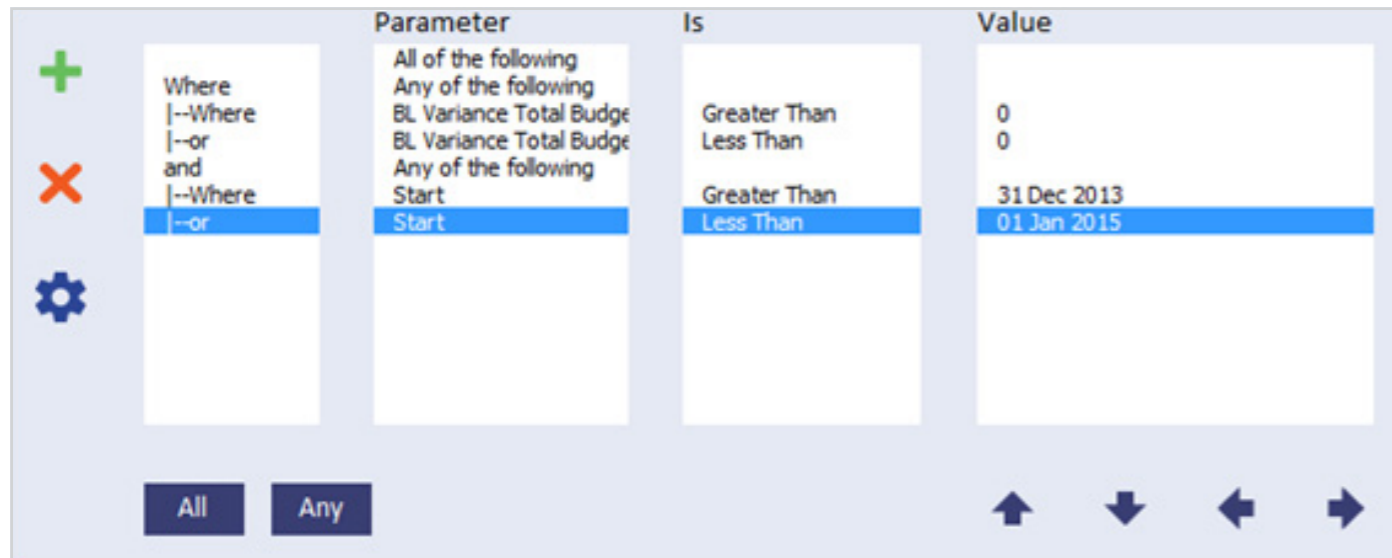 Parameter Is Value
All of the following
Where Any of the following
|--Where BL Variance Total Budge Greater Than 0
|--or BL Variance Total Budge Less Than 0
and Any of the following
|--Where Start Greater Than 31 Dec 2013
|--or Start Less Than 01 Jan 2015
All Any